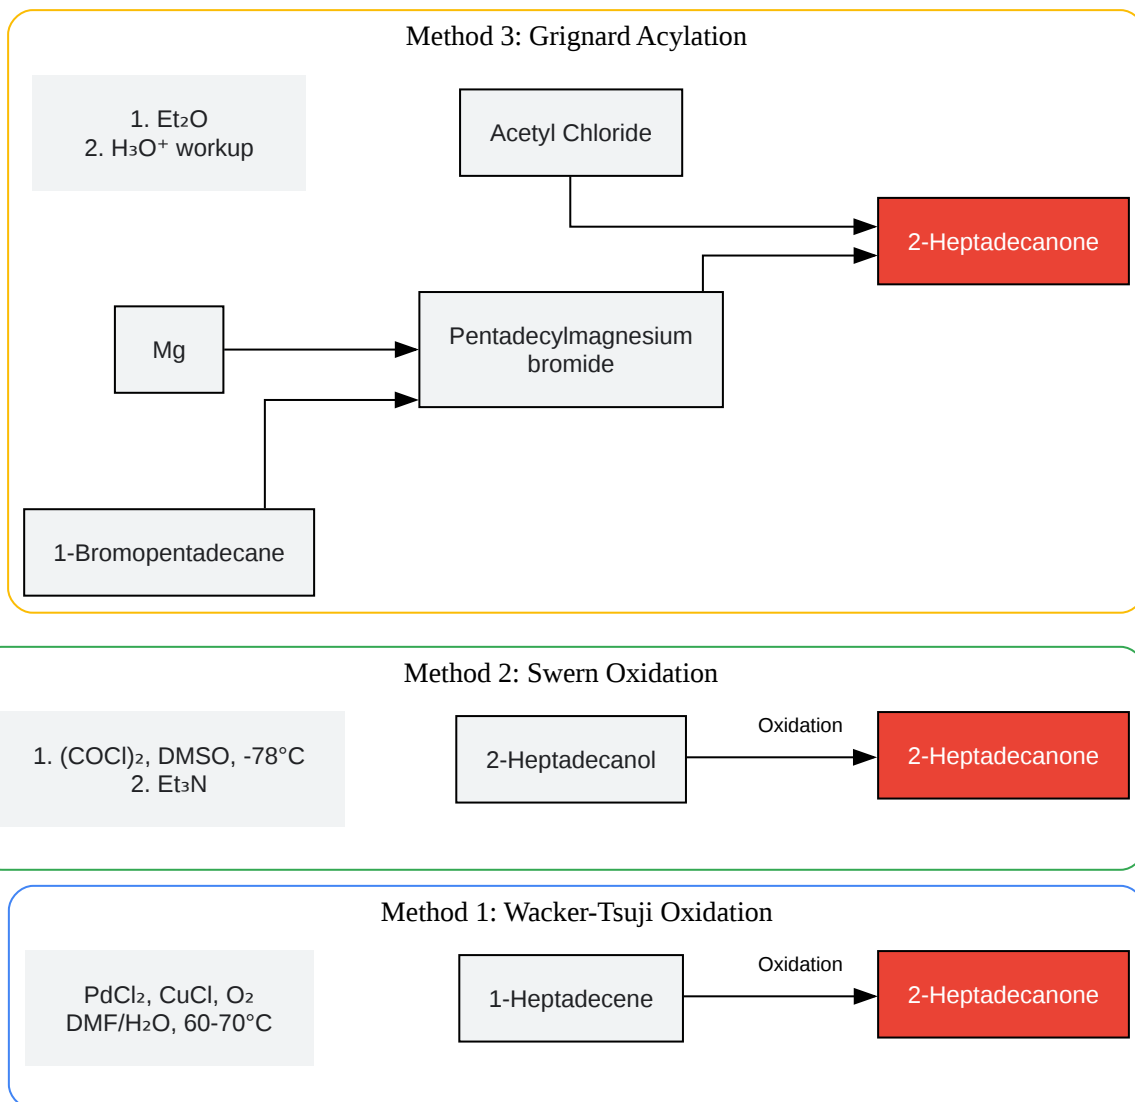 Method 3: Grignard Acylation
1. Et₂O
2. H₃O⁺ workup
Acetyl Chloride
2-Heptadecanone
Mg
Pentadecylmagnesium
bromide
1-Bromopentadecane
Method 2: Swern Oxidation
1. (COCl)₂, DMSO, -78°C
2. Et₃N
2-Heptadecanol
Oxidation
2-Heptadecanone
Method 1: Wacker-Tsuji Oxidation
PdCl₂, CuCl, O₂
DMF/H₂O, 60-70°C
1-Heptadecene
Oxidation
2-Heptadecanone